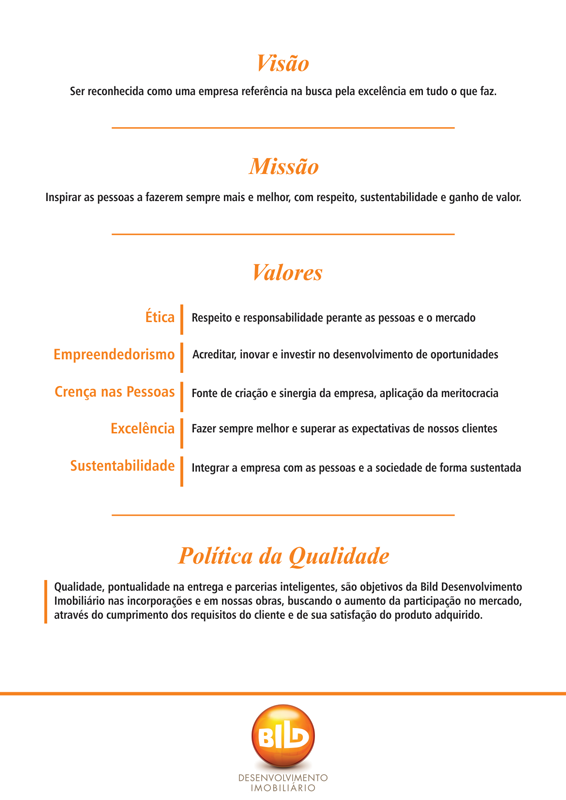 Visão
Ser reconhecida como uma empresa referência na busca pela excelência em tudo o que faz.
Missão
Inspirar as pessoas a fazerem sempre mais e melhor, com respeito, sustentabilidade e ganho de valor.
Valores
Ética Respeito e responsabilidade perante as pessoas e o mercado
Empreendedorismo Acreditar, inovar e investir no desenvolvimento de oportunidades
Crença nas Pessoas Fonte de criação e sinergia da empresa, aplicação da meritocracia
Excelência Fazer sempre melhor e superar as expectativas de nossos clientes
Sustentabilidade Integrar a empresa com as pessoas e a sociedade de forma sustentada
Política da Qualidade
Qualidade, pontualidade na entrega e parcerias inteligentes, são objetivos da Bild Desenvolvimento
Imobiliário nas incorporações e em nossas obras, buscando o aumento da participação no mercado,
através do cumprimento dos requisitos do cliente e de sua satisfação do produto adquirido.
BILD
DESENVOLVIMENTO
IMOBILIÁRIO